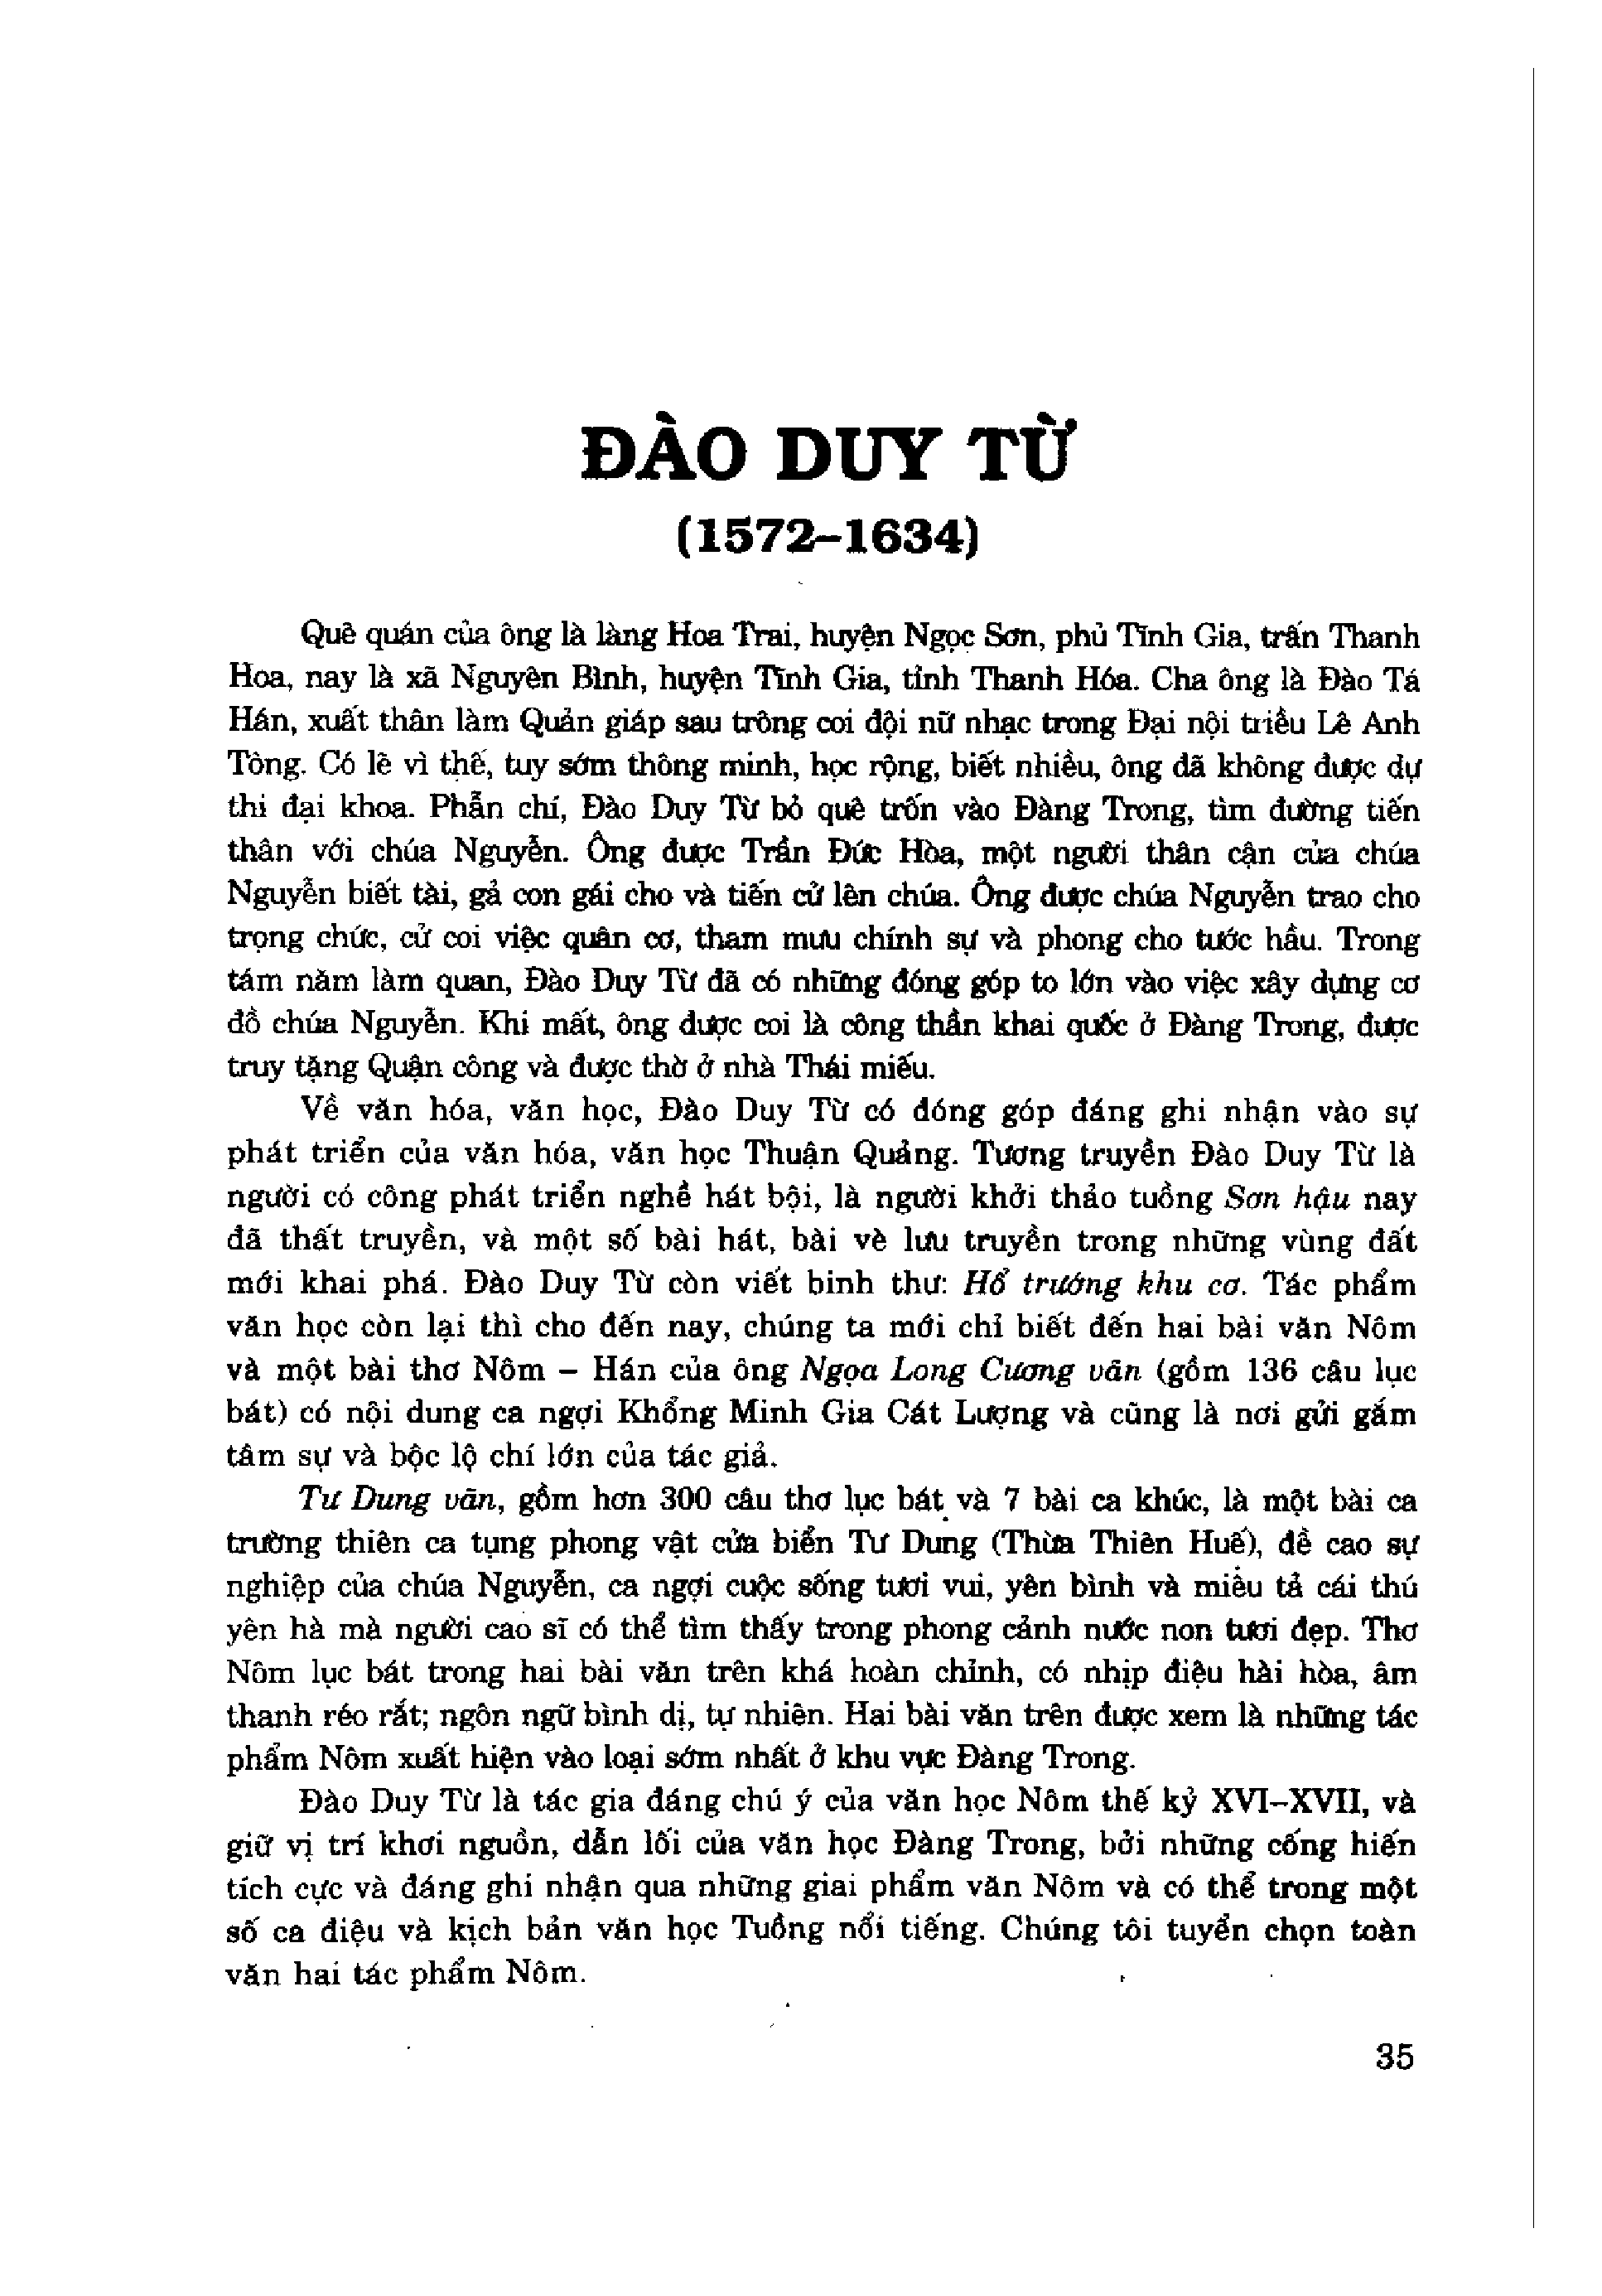 ĐÀO DUY TỪ
(1572–1634)
Quê quán của ông là làng Hoa Trai, huyện Ngọc Sơn, phủ Tĩnh Gia, trấn Thanh
Hoa, nay là xã Nguyên Bình, huyện Tĩnh Gia, tỉnh Thanh Hóa. Cha ông là Đào Tá
Hán, xuất thân làm Quản giáp sau trông coi đội nữ nhạc trong Đại nội triều Lê Anh
Tông. Có lẽ vì thế, tuy sớm thông minh, học rộng, biết nhiều, ông đã không được dự
thi đại khoa. Phẫn chí, Đào Duy Từ bỏ quê trốn vào Đàng Trong, tìm đường tiến
thân với chúa Nguyễn. Ông được Trần Đức Hòa, một người thân cận của chúa
Nguyễn biết tài, gả con gái cho và tiến cử lên chúa. Ông được chúa Nguyễn trao cho
trọng chức, cử coi việc quân cơ, tham mưu chính sự và phong cho tước hầu. Trong
tám năm làm quan, Đào Duy Từ đã có những đóng góp to lớn vào việc xây dựng cơ
đồ chúa Nguyễn. Khi mất, ông được coi là công thần khai quốc ở Đàng Trong, được
truy tặng Quận công và được thờ ở nhà Thái miếu.
Về văn hóa, văn học, Đào Duy Từ có đóng góp đáng ghi nhận vào sự
phát triển của văn hóa, văn học Thuận Quảng. Tương truyền Đào Duy Từ là
người có công phát triển nghề hát bội, là người khởi thảo tuồng Sơn hậu nay
đã thất truyền, và một số bài hát, bài vè lưu truyền trong những vùng đất
mới khai phá. Đào Duy Từ còn viết binh thư: Hổ trướng khu cơ. Tác phẩm
văn học còn lại thì cho đến nay, chúng ta mới chỉ biết đến hai bài văn Nôm
và một bài thơ Nôm – Hán của ông Ngọa Long Cương vãn (gồm 136 câu lục
bát) có nội dung ca ngợi Khổng Minh Gia Cát Lượng và cũng là nơi gửi gắm
tâm sự và bộc lộ chí lớn của tác giả.
Tư Dung vãn, gồm hơn 300 câu thơ lục bát và 7 bài ca khúc, là một bài ca
trường thiên ca tụng phong vật cửa biển Tư Dung (Thừa Thiên Huế), đề cao sự
nghiệp của chúa Nguyễn, ca ngợi cuộc sống tươi vui, yên bình và miêu tả cái thú
yên hà mà người cao sĩ có thể tìm thấy trong phong cảnh nước non tươi đẹp. Thơ
Nôm lục bát trong hai bài văn trên khá hoàn chỉnh, có nhịp điệu hài hòa, âm
thanh réo rắt; ngôn ngữ bình dị, tự nhiên. Hai bài văn trên được xem là những tác
phẩm Nôm xuất hiện vào loại sớm nhất ở khu vực Đàng Trong.
Đào Duy Từ là tác gia đáng chú ý của văn học Nôm thế kỷ XVI–XVII, và
giữ vị trí khơi nguồn, dẫn lối của văn học Đàng Trong, bởi những cống hiến
tích cực và đáng ghi nhận qua những giai phẩm văn Nôm và có thể trong một
số ca điệu và kịch bản văn học Tuồng nổi tiếng. Chúng tôi tuyển chọn toàn
văn hai tác phẩm Nôm.
35